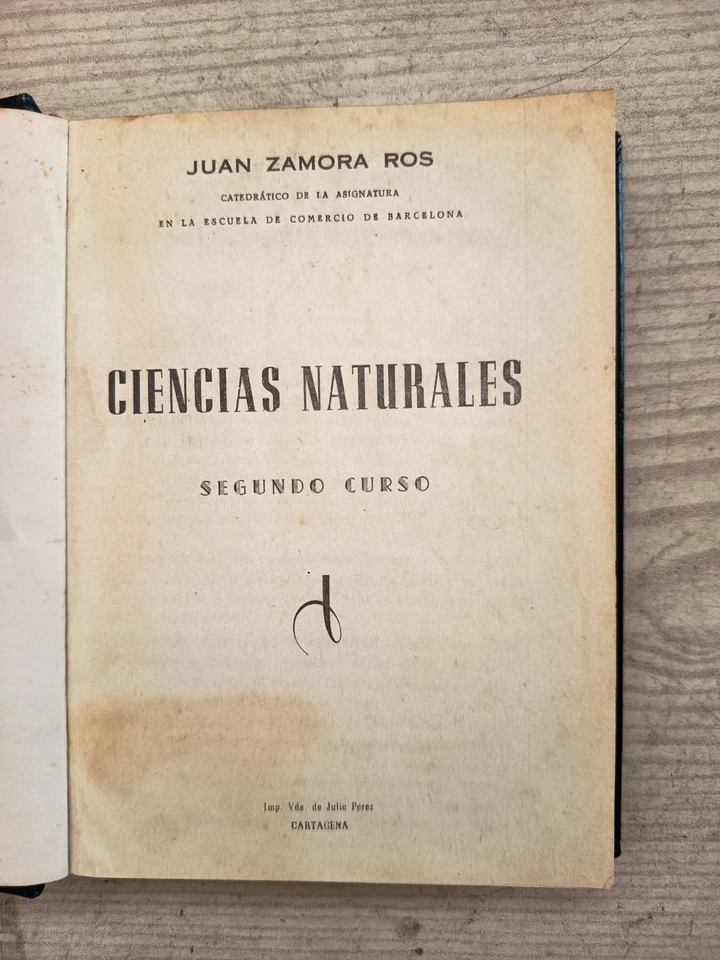 JUAN ZAMORA ROS
CATEDRÁTICO DE LA ASIGNATURA
EN LA ESCUELA DE COMERCIO DE BARCELONA
CIENCIAS NATURALES
SEGUNDO CURSO
Imp. Vda. de Julio Perez
CARTAGENA